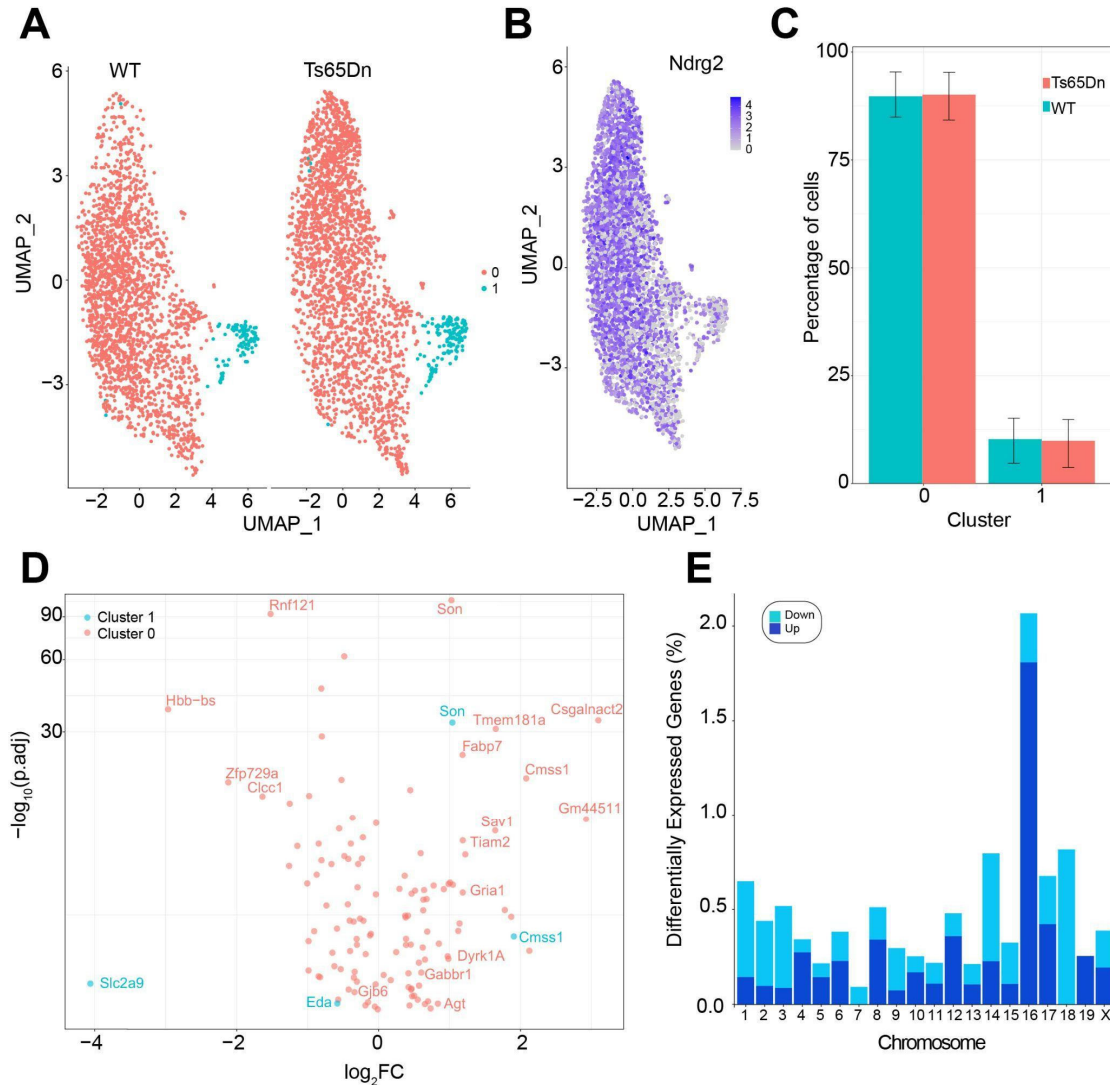 A
WT
Ts65Dn
6
3
0
−3
UMAP_2
−2 0 2 4 6
−2 0 2 4 6
UMAP_1
0
1
B
Ndrg2
4
3
2
1
0
6
3
0
−3
UMAP_2
−2.5 0 2.5 5.0 7.5
UMAP_1
C
100
75
50
25
0
Percentage of cells
Ts65Dn
WT
0 1
Cluster
D
Cluster 1
Cluster 0
90
60
30
−log10(p.adj)
Rnf121
Son
Hbb−bs
Son
Csgalnact2
Tmem181a
Fabp7
Zfp729a
Clcc1
Cmss1
Gm44511
Sav1
Tiam2
Gria1
Cmss1
Dyrk1A
Gabbr1
Slc2a9
Gjb6
Eda
Agt
−4 −2 0 2
log2FC
E
Down
Up
2.0
1.5
1.0
0.5
0.0
Differentially Expressed Genes (%)
1 2 3 4 5 6 7 8 9 10 11 12 13 14 15 16 17 18 19 X
Chromosome